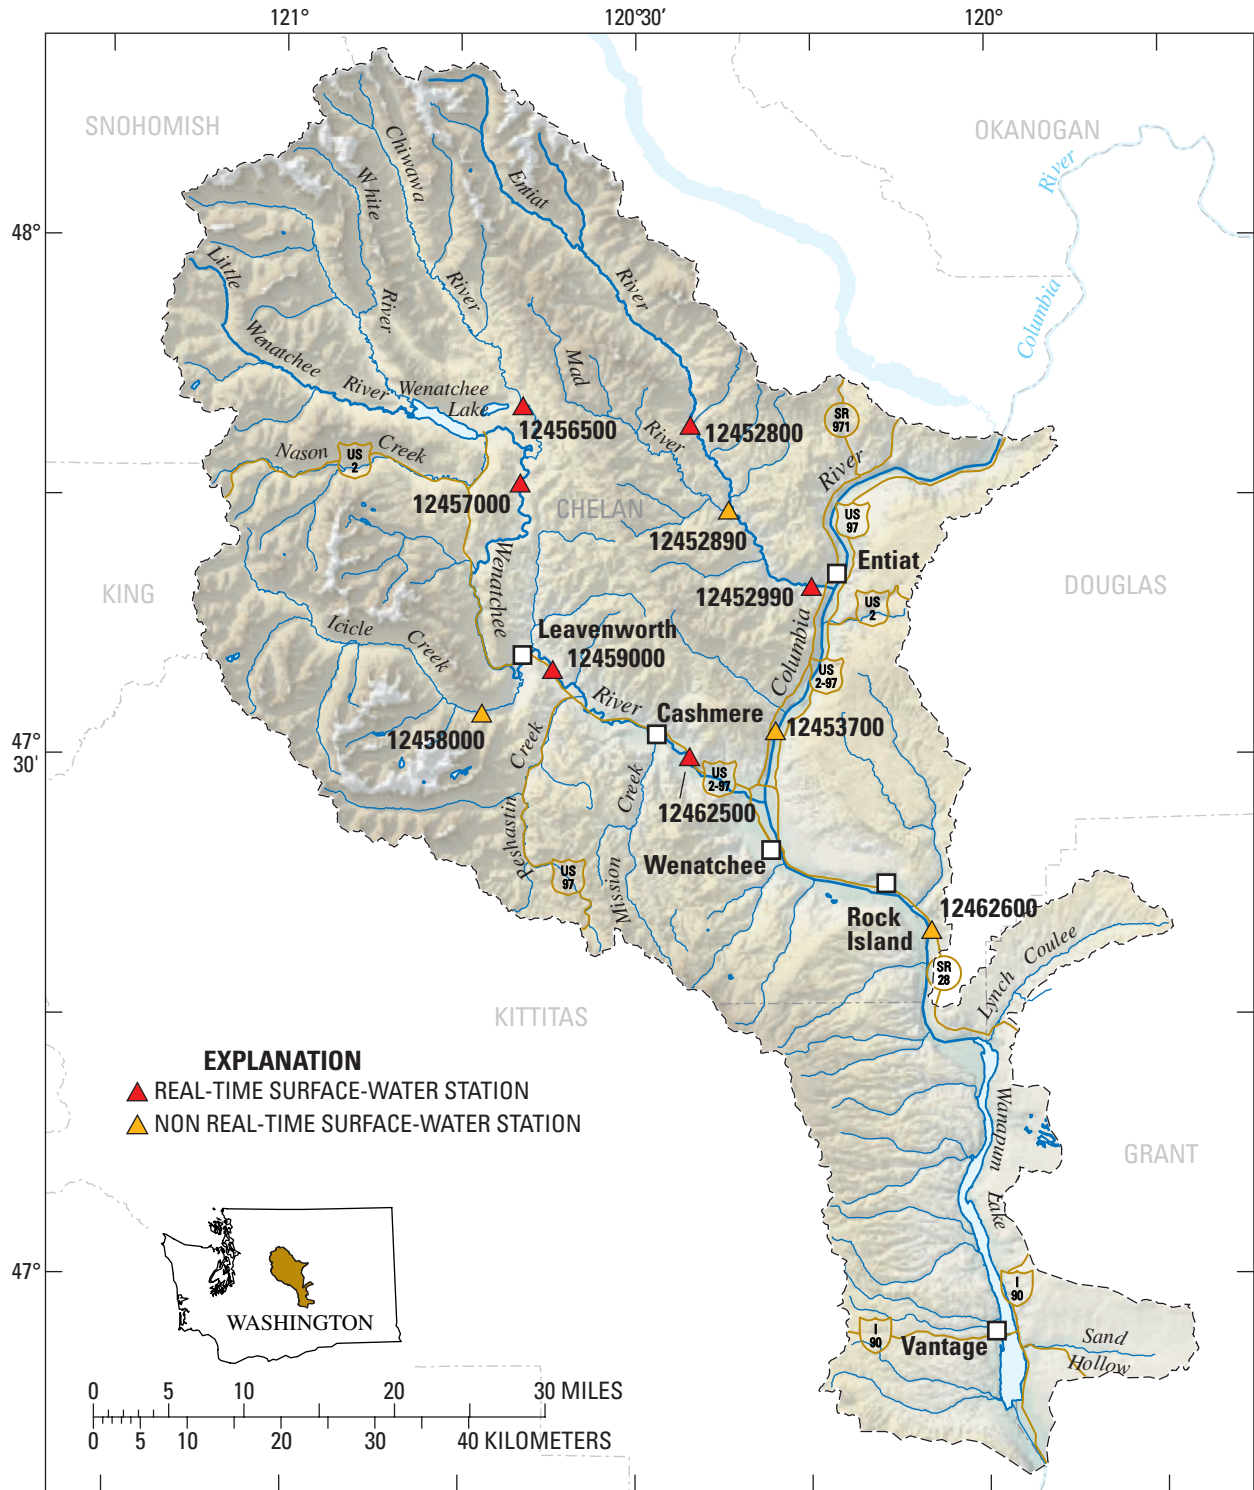 121°
120°30'
120°
SNOHOMISH
OKANOGAN
River
Columbia
48°
Chiwawa
River
White
River
Entiat
River
Little
Wenatchee
River
Wenatchee
Lake
Mad
River
12456500
12452800
SR
971
River
Nason
Creek
US
2
12457000
CHELAN
12452890
US
97
Entiat
KING
DOUGLAS
12452990
US
2
Wenatchee
Icicle
Creek
Leavenworth
12459000
Columbia
US
2-97
River
Cashmere
12453700
12458000
47°
30'
Creek
Peshastin
Creek
Mission
US
2-97
12462500
Wenatchee
US
97
Rock
Island
12462600
SR
28
Lynch
Coulee
KITTITAS
EXPLANATION
REAL-TIME SURFACE-WATER STATION
NON REAL-TIME SURFACE-WATER STATION
Wanapum
Lake
GRANT
47°
WASHINGTON
I
90
I
90
Vantage
Sand
Hollow
0 5 10 20 30 MILES
0 5 10 20 30 40 KILOMETERS